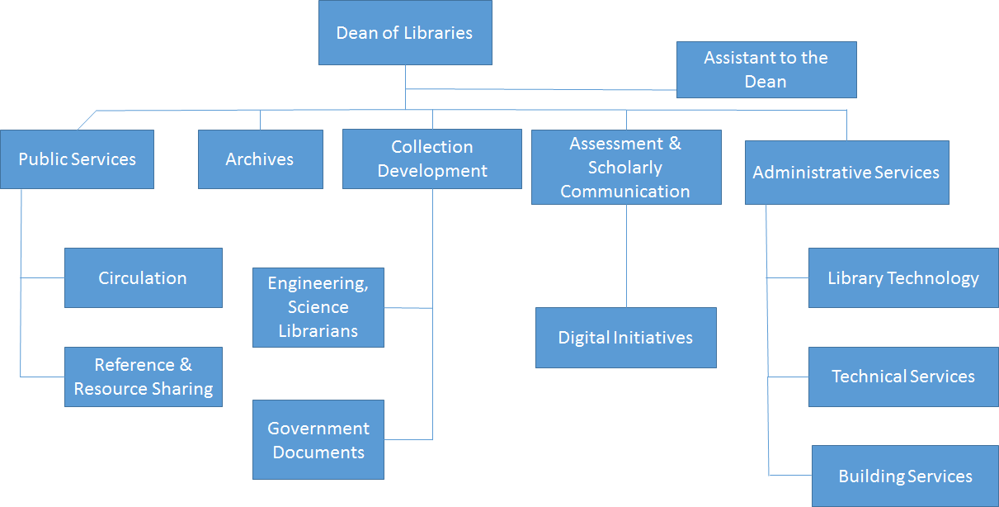 Dean of Libraries
Assistant to the
Dean
Public Services
Archives
Collection
Development
Assessment &
Scholarly
Communication
Administrative Services
Circulation
Engineering,
Science
Librarians
Library Technology
Digital Initiatives
Reference &
Resource Sharing
Technical Services
Government
Documents
Building Services